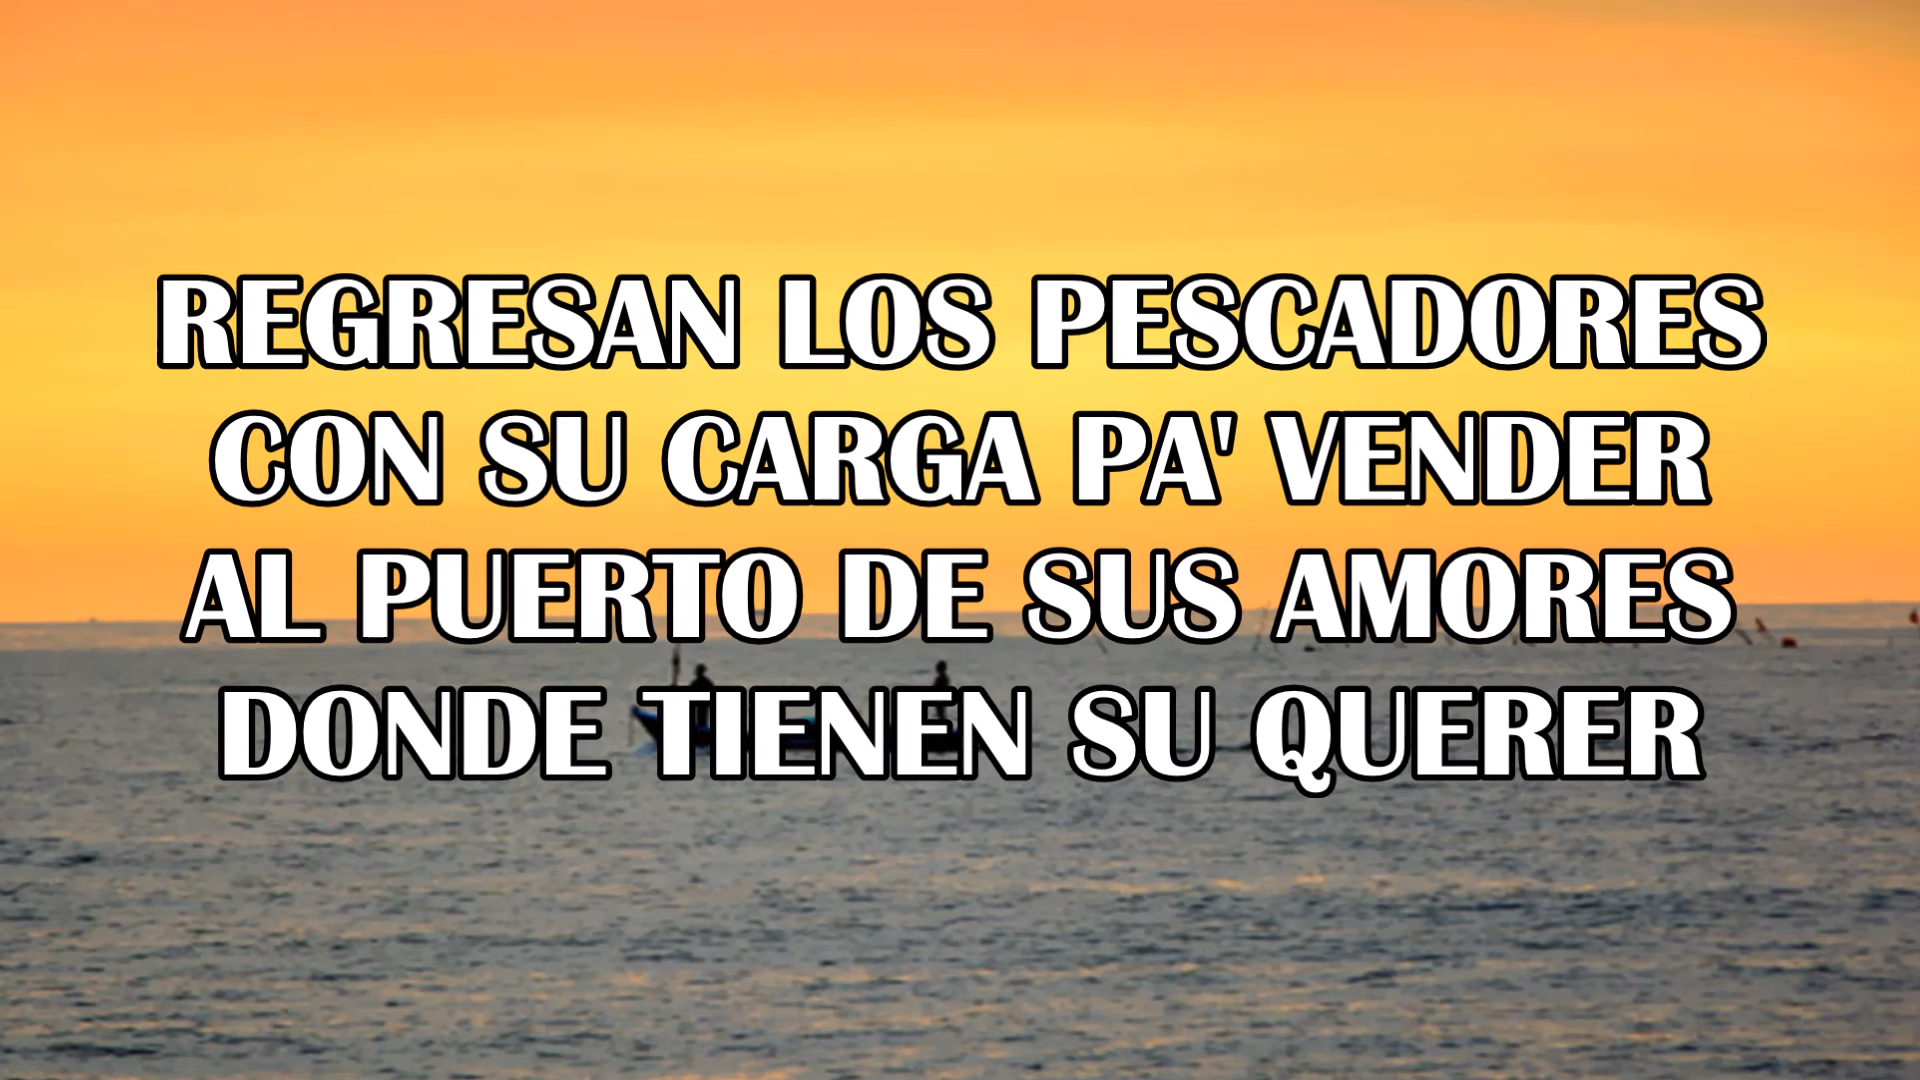 REGRESAN LOS PESCADORES
CON SU CARGA PA' VENDER
AL PUERTO DE SUS AMORES
DONDE TIENEN SU QUERER